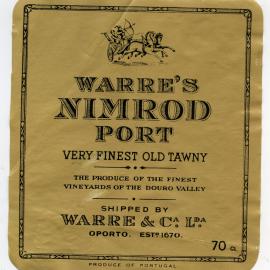 WARRE'S
NIMROD
PORT
VERY FINEST OLD TAWNY
THE PRODUCE OF THE FINEST
VINEYARDS OF THE DOURO VALLEY
SHIPPED BY
WARRE & Cᴬ. Lᴰᴬ
OPORTO. ESTᴰ 1670.
70 cl
PRODUCE OF PORTUGAL